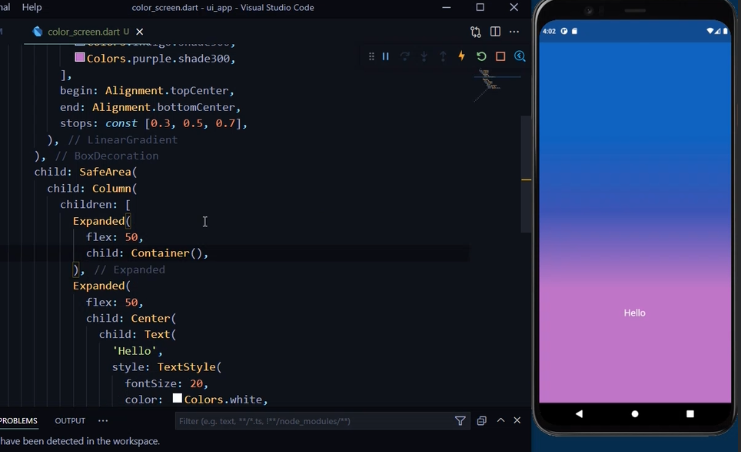 nal Help
color_screen.dart - ui_app - Visual Studio Code
color_screen.dart U
Colors.indigo.shade300,
Colors.purple.shade300,
],
begin: Alignment.topCenter,
end: Alignment.bottomCenter,
stops: const [0.3, 0.5, 0.7],
), // LinearGradient
), // BoxDecoration
child: SafeArea(
child: Column(
children: [
Expanded(
flex: 50,
child: Container(),
), // Expanded
Expanded(
flex: 50,
child: Center(
child: Text(
'Hello',
style: TextStyle(
fontSize: 20,
color: Colors.white,
PROBLEMS OUTPUT ...
Filter (e.g. text, **/*.ts, !**/node_modules/**)
have been detected in the workspace.
4:02
Hello